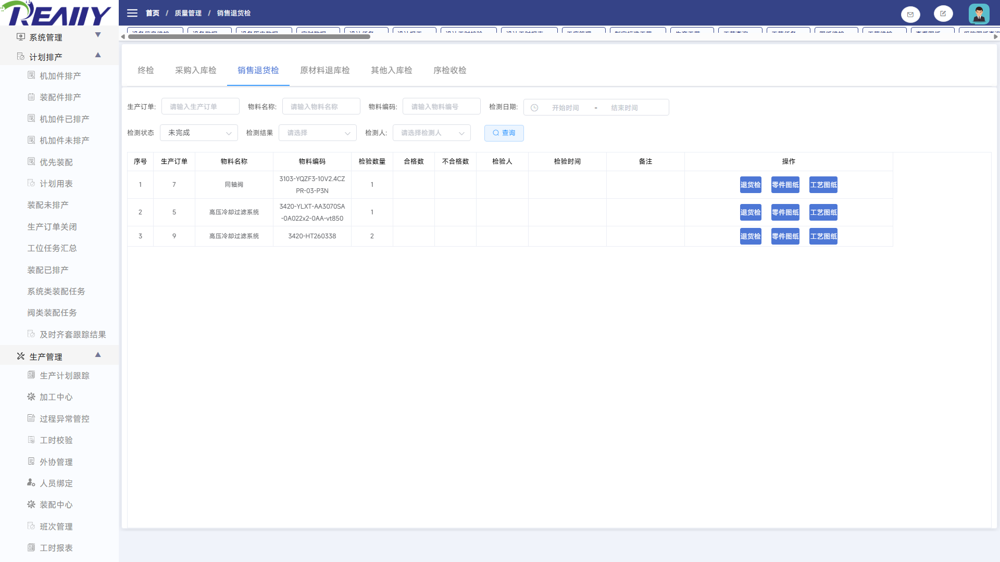 REALLY
首页 / 质量管理 / 销售退货检
系统管理
计划排产
机加件排产
装配件排产
机加件已排产
机加件未排产
优先装配
计划用表
装配未排产
生产订单关闭
工位任务汇总
装配已排产
系统类装配任务
阀类装配任务
及时齐套跟踪结果
生产管理
生产计划跟踪
加工中心
过程异常管控
工时校验
外协管理
人员绑定
装配中心
班次管理
工时报表
终检 采购入库检 销售退货检 原材料退库检 其他入库检 序检收检
生产订单: 请输入生产订单 物料名称: 请输入物料名称 物料编码: 请输入物料编号 检测日期: 开始时间 - 结束时间
检测状态 未完成 检测结果 请选择 检测人: 请选择检测人 查询
序号 生产订单 物料名称 物料编码 检验数量 合格数 不合格数 检验人 检验时间 备注 操作
1 7 同轴阀 3103-YQZF3-10V2.4CZ 1 退货检 零件图纸 工艺图纸
PR-03-P3N
2 5 高压冷却过滤系统 3420-YLXT-AA3070SA 1 退货检 零件图纸 工艺图纸
-0A022x2-0AA-vt850
3 9 高压冷却过滤系统 3420-HT260338 2 退货检 零件图纸 工艺图纸